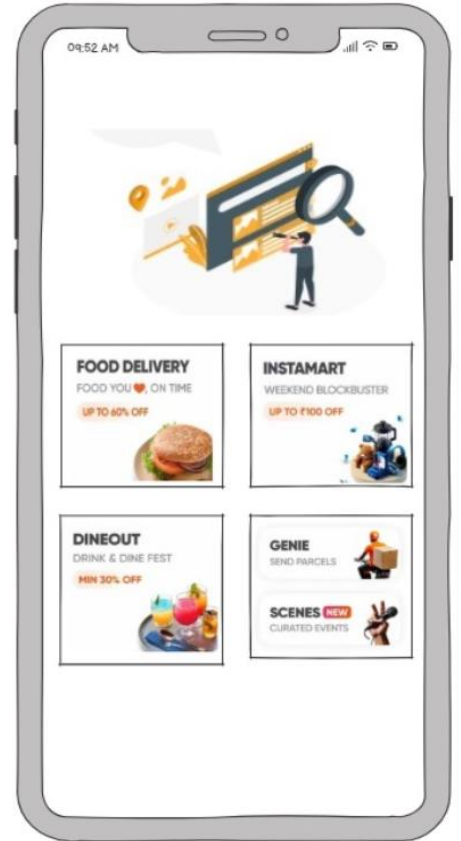 09:52 AM
FOOD DELIVERY
FOOD YOU ❤, ON TIME
UP TO 60% OFF
INSTAMART
WEEKEND BLOCKBUSTER
UP TO ₹100 OFF
DINEOUT
DRINK & DINE FEST
MIN 30% OFF
GENIE
SEND PARCELS
SCENES NEW
CURATED EVENTS